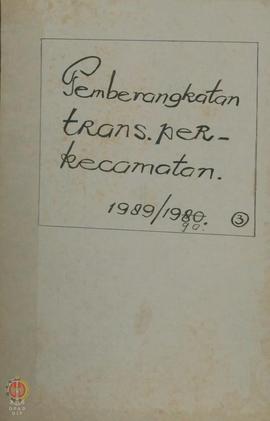 Pemberangkatan
trans. per-
kecamatan.
1989/1980.
90. 3